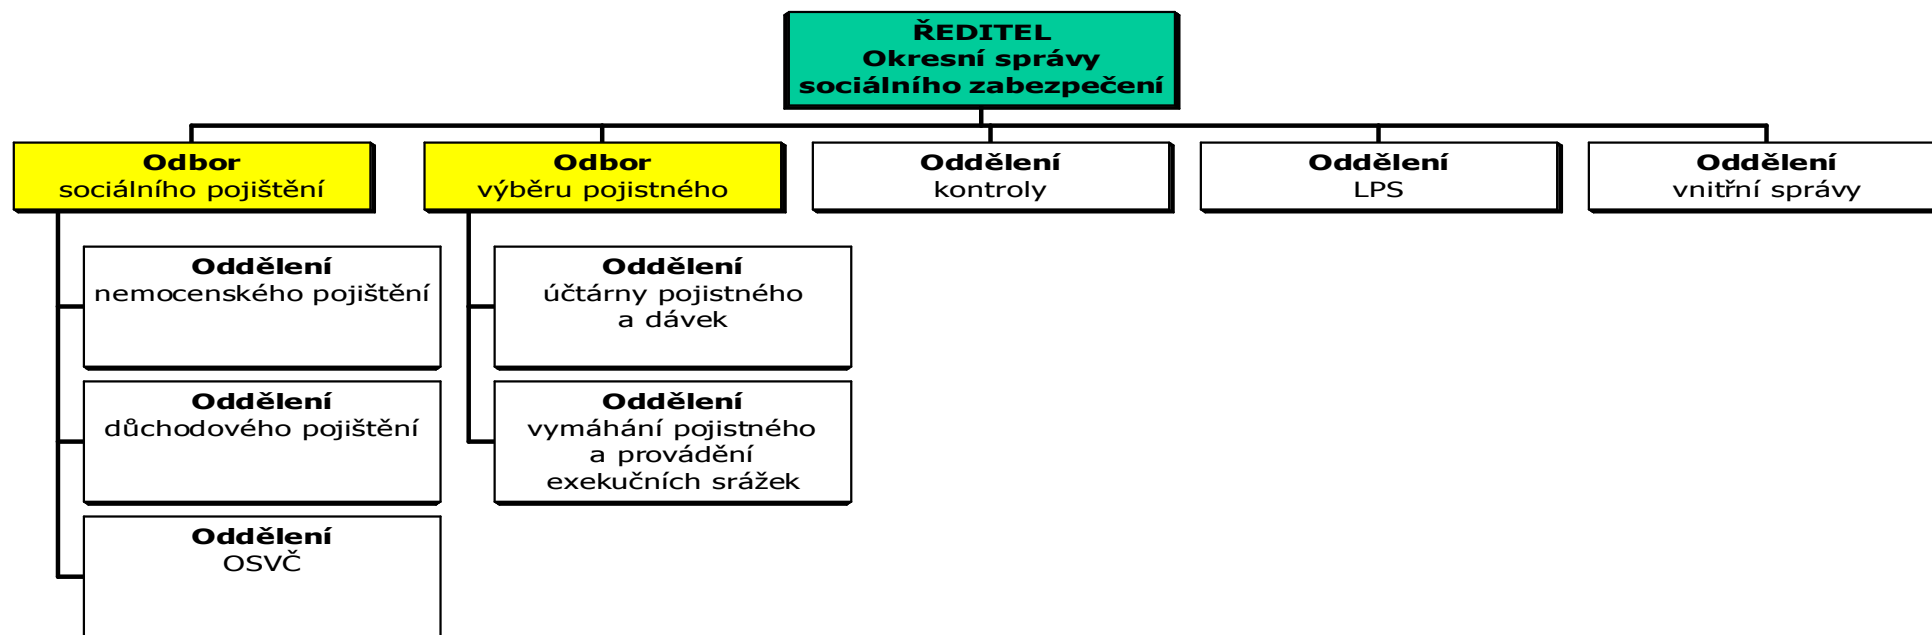 ŘEDITEL
Okresní správy
sociálního zabezpečení
Odbor
sociálního pojištění
Odbor
výběru pojistného
Oddělení
kontroly
Oddělení
LPS
Oddělení
vnitřní správy
Oddělení
nemocenského pojištění
Oddělení
důchodového pojištění
Oddělení
OSVČ
Oddělení
účtárny pojistného
a dávek
Oddělení
vymáhání pojistného
a provádění
exekučních srážek